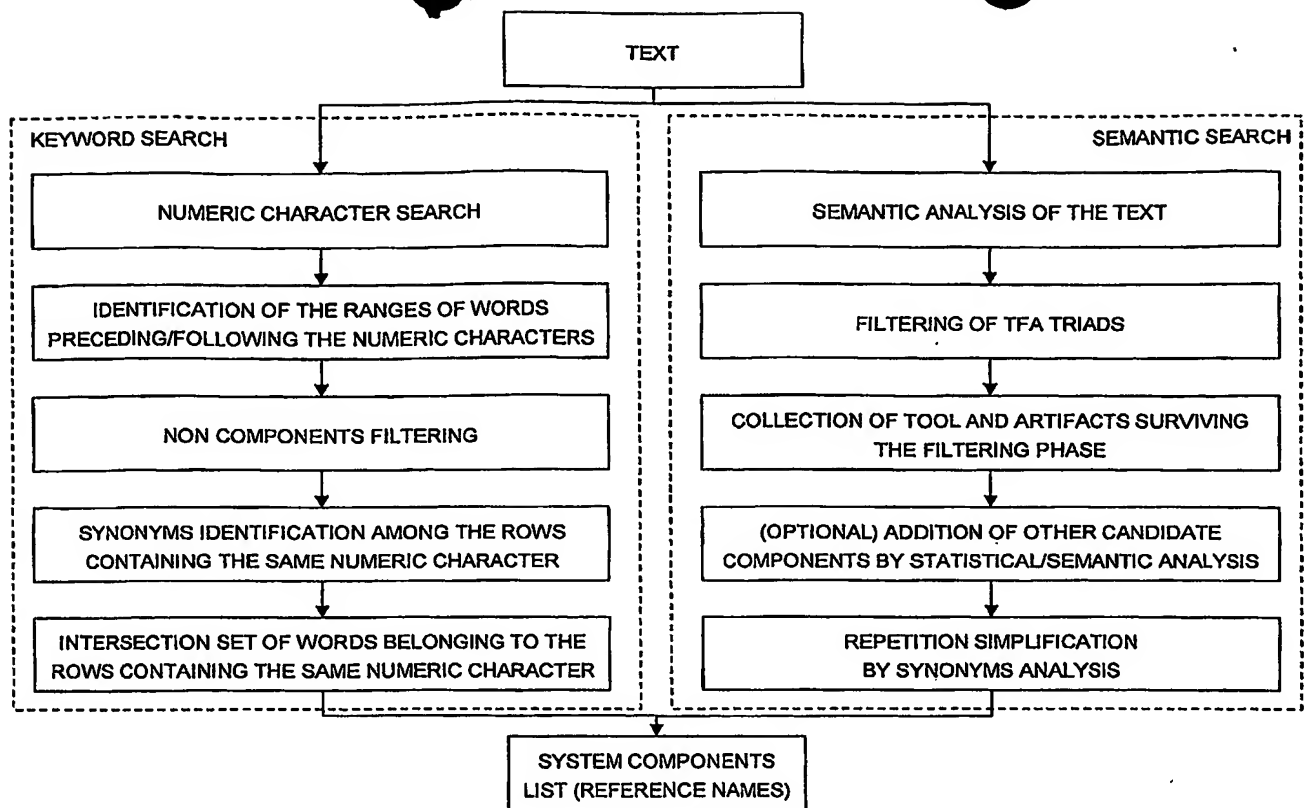 TEXT
KEYWORD SEARCH
NUMERIC CHARACTER SEARCH
IDENTIFICATION OF THE RANGES OF WORDS
PRECEDING/FOLLOWING THE NUMERIC CHARACTERS
NON COMPONENTS FILTERING
SYNONYMS IDENTIFICATION AMONG THE ROWS
CONTAINING THE SAME NUMERIC CHARACTER
INTERSECTION SET OF WORDS BELONGING TO THE
ROWS CONTAINING THE SAME NUMERIC CHARACTER
SEMANTIC SEARCH
SEMANTIC ANALYSIS OF THE TEXT
FILTERING OF TFA TRIADS
COLLECTION OF TOOL AND ARTIFACTS SURVIVING
THE FILTERING PHASE
(OPTIONAL) ADDITION OF OTHER CANDIDATE
COMPONENTS BY STATISTICAL/SEMANTIC ANALYSIS
REPETITION SIMPLIFICATION
BY SYNONYMS ANALYSIS
SYSTEM COMPONENTS
LIST (REFERENCE NAMES)